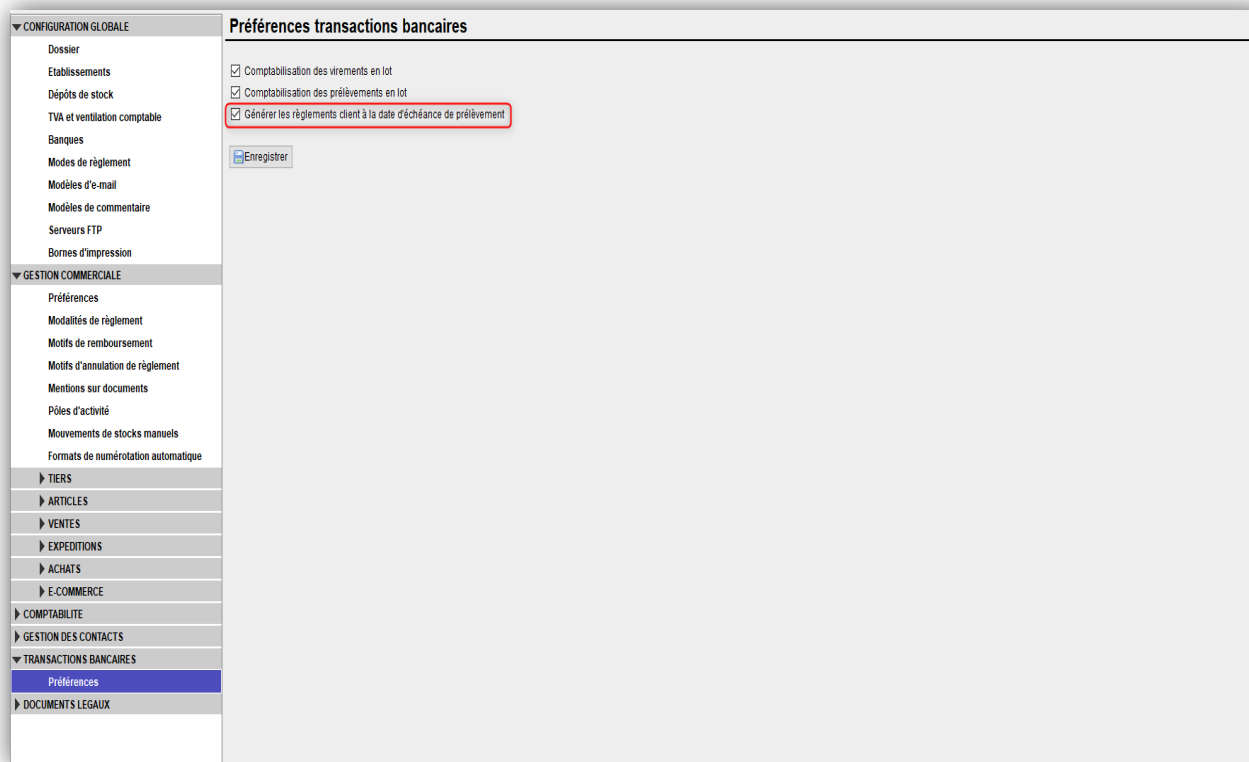 CONFIGURATION GLOBALE
Dossier
Etablissements
Dépôts de stock
TVA et ventilation comptable
Banques
Modes de règlement
Modèles d'e-mail
Modèles de commentaire
Serveurs FTP
Bornes d'impression
GESTION COMMERCIALE
Préférences
Modalités de règlement
Motifs de remboursement
Motifs d'annulation de règlement
Mentions sur documents
Pôles d'activité
Mouvements de stocks manuels
Formats de numérotation automatique
TIERS
ARTICLES
VENTES
EXPEDITIONS
ACHATS
E-COMMERCE
COMPTABILITE
GESTION DES CONTACTS
TRANSACTIONS BANCAIRES
Préférences
DOCUMENTS LEGAUX
Préférences transactions bancaires
Comptabilisation des virements en lot
Comptabilisation des prélèvements en lot
Générer les règlements client à la date d'échéance de prélèvement
Enregistrer